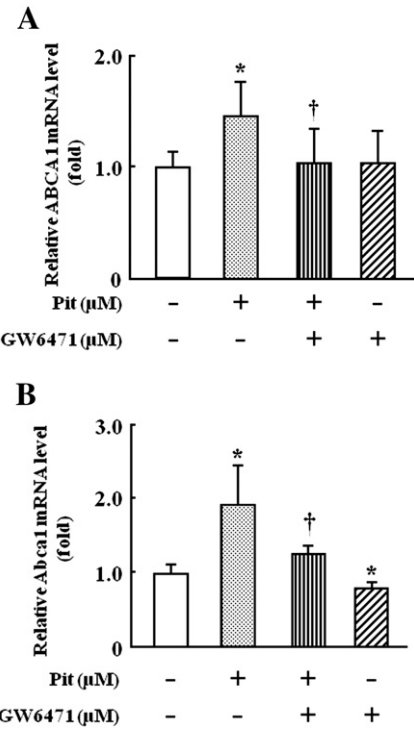 A
Relative ABCA1 mRNA level
(fold)
2.0
1.0
0
*
†
Pit (μM) – + + –
GW6471 (μM) – – + +
B
Relative Abca1 mRNA level
(fold)
3.0
2.0
1.0
0
*
†
*
Pit (μM) – + + –
GW6471 (μM) – – + +